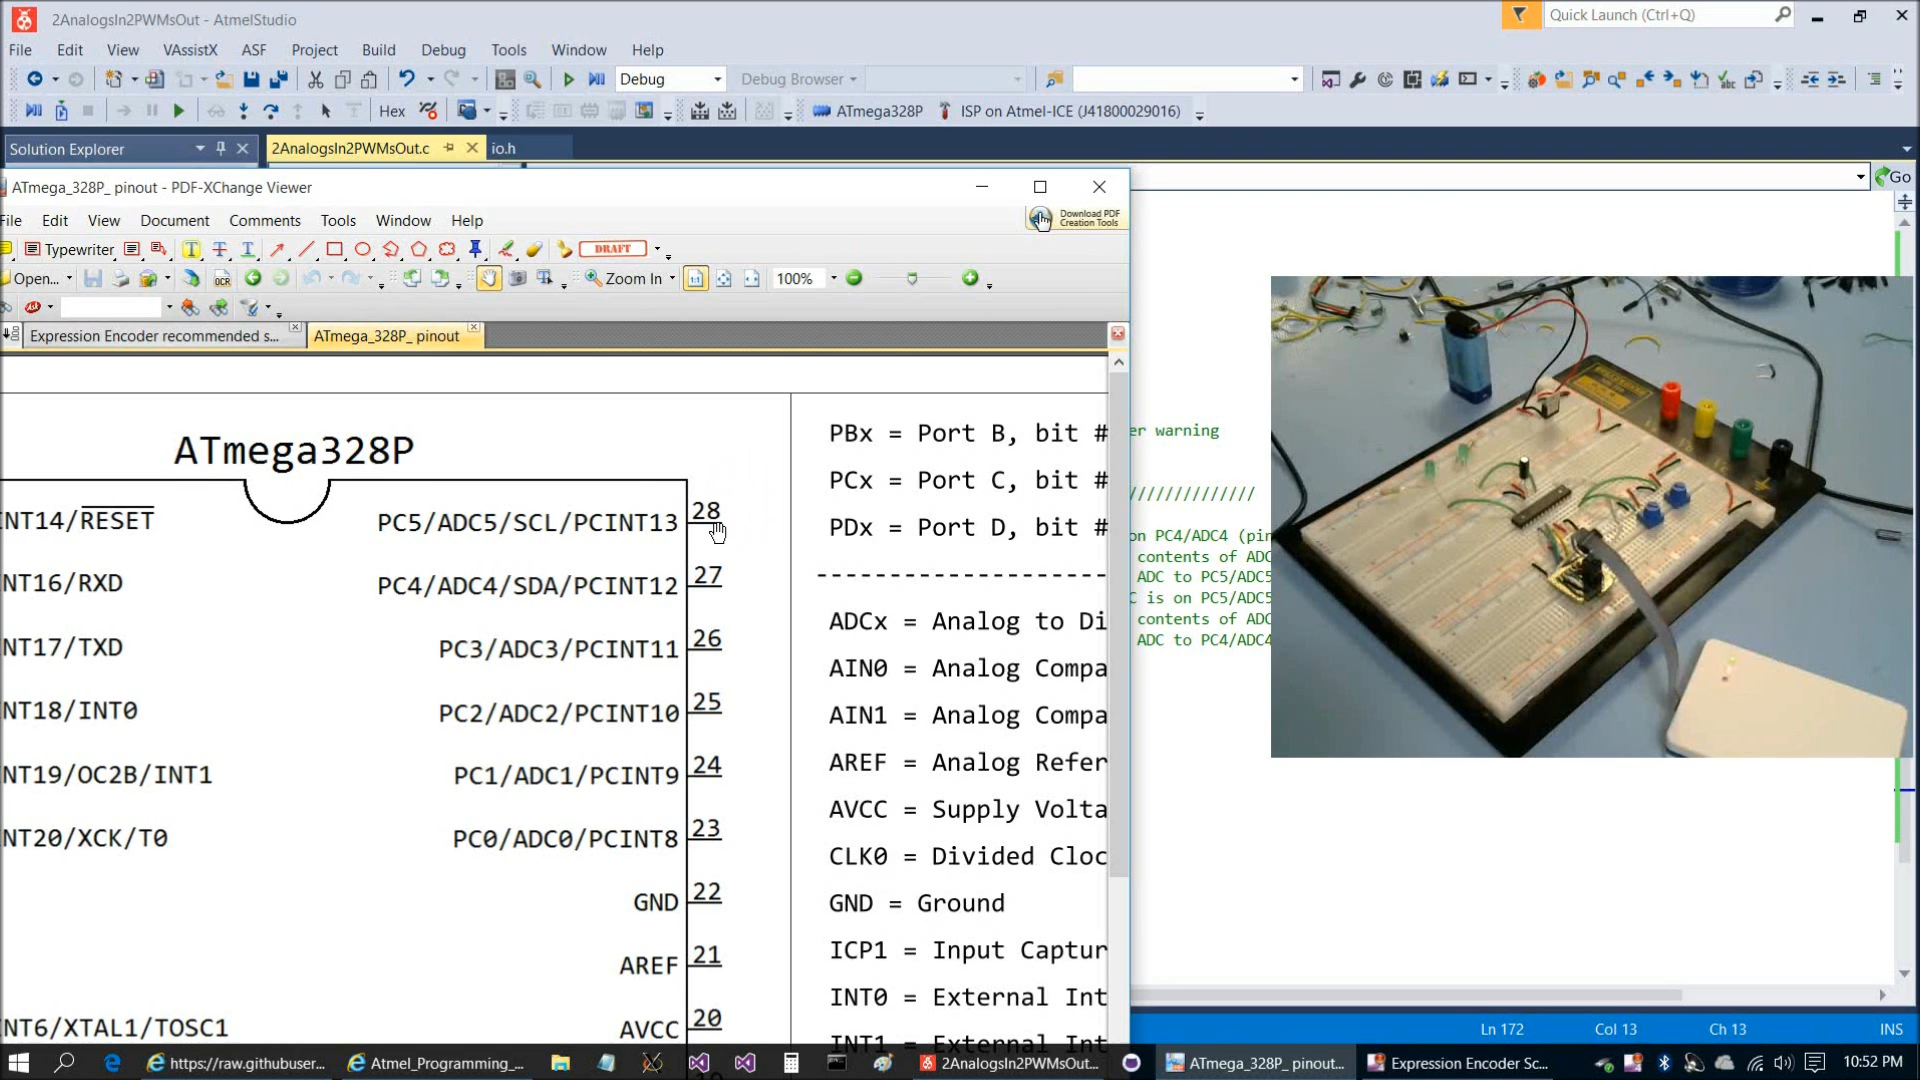 2AnalogsIn2PWMsOut - AtmelStudio
Quick Launch (Ctrl+Q)
File Edit View VAssistX ASF Project Build Debug Tools Window Help
Debug
Debug Browser
Hex
ATmega328P
ISP on Atmel-ICE (J41800029016)
Solution Explorer
2AnalogsIn2PWMsOut.c
io.h
Go
ATmega_328P_ pinout - PDF-XChange Viewer
File Edit View Document Comments Tools Window Help
Download PDF
Creation Tools
Typewriter
DRAFT
Open...
OCR
Zoom In
100%
Expression Encoder recommended s...
ATmega_328P_ pinout
ATmega328P
NT14/RESET
PC5/ADC5/SCL/PCINT13
28
NT16/RXD
PC4/ADC4/SDA/PCINT12
27
NT17/TXD
PC3/ADC3/PCINT11
26
NT18/INT0
PC2/ADC2/PCINT10
25
NT19/OC2B/INT1
PC1/ADC1/PCINT9
24
NT20/XCK/T0
PC0/ADC0/PCINT8
23
GND
22
AREF
21
NT6/XTAL1/TOSC1
AVCC
20
PBx = Port B, bit #
PCx = Port C, bit #
PDx = Port D, bit #
--------------------
ADCx = Analog to Di
AIN0 = Analog Compa
AIN1 = Analog Compa
AREF = Analog Refer
AVCC = Supply Volta
CLK0 = Divided Cloc
GND = Ground
ICP1 = Input Captur
INT0 = External Int
INT1 = External Int
er warning
//////////////
on PC4/ADC4 (pin
contents of ADC
ADC to PC5/ADC5
C is on PC5/ADC5
contents of ADC
ADC to PC4/ADC4
Ln 172
Col 13
Ch 13
INS
https://raw.githubuser...
Atmel_Programming_...
2AnalogsIn2PWMsOut...
ATmega_328P_ pinout...
Expression Encoder Sc...
10:52 PM